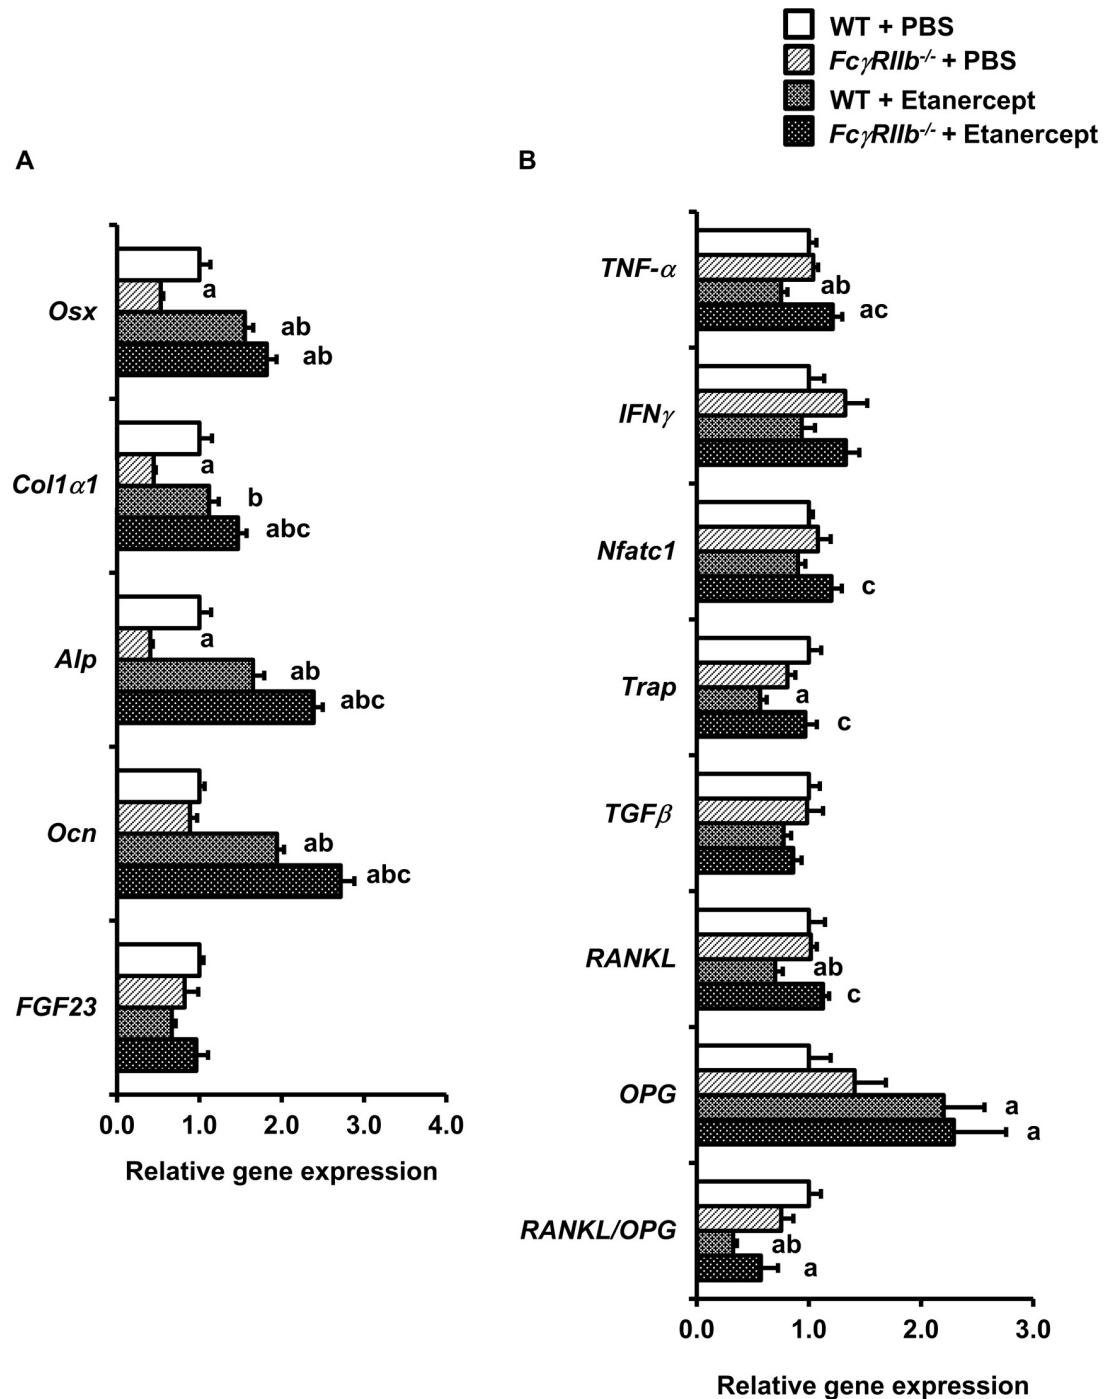 WT + PBS
FcγRIIb-/- + PBS
WT + Etanercept
FcγRIIb-/- + Etanercept
A
Osx
a
ab
ab
Col1α1
a
b
abc
Alp
a
ab
abc
Ocn
ab
abc
FGF23
0.0 1.0 2.0 3.0 4.0
Relative gene expression
B
TNF-α
ab
ac
IFNγ
Nfatc1
c
Trap
a
c
TGFβ
RANKL
ab
c
OPG
a
a
RANKL/OPG
ab
a
0.0 1.0 2.0 3.0
Relative gene expression